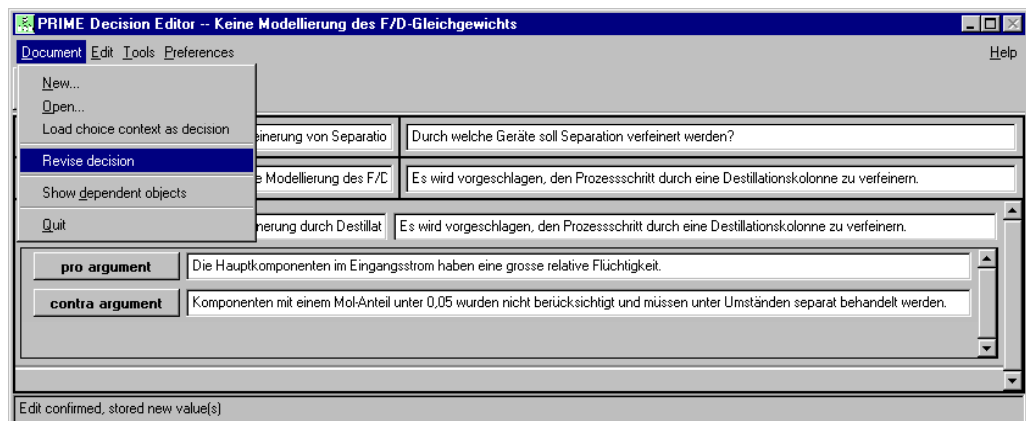 PRIME Decision Editor -- Keine Modellierung des F/D-Gleichgewichts
Document Edit Tools Preferences Help
New...
Open...
Load choice context as decision
einerung von Separatio Durch welche Geräte soll Separation verfeinert werden?
Revise decision
e Modellierung des F/D Es wird vorgeschlagen, den Prozessschritt durch eine Destillationskolonne zu verfeinern.
Show dependent objects
Quit
nerung durch Destillat Es wird vorgeschlagen, den Prozessschritt durch eine Destillationskolonne zu verfeinern.
pro argument Die Hauptkomponenten im Eingangsstrom haben eine grosse relative Flüchtigkeit.
contra argument Komponenten mit einem Mol-Anteil unter 0,05 wurden nicht berücksichtigt und müssen unter Umständen separat behandelt werden.
Edit confirmed, stored new value(s)